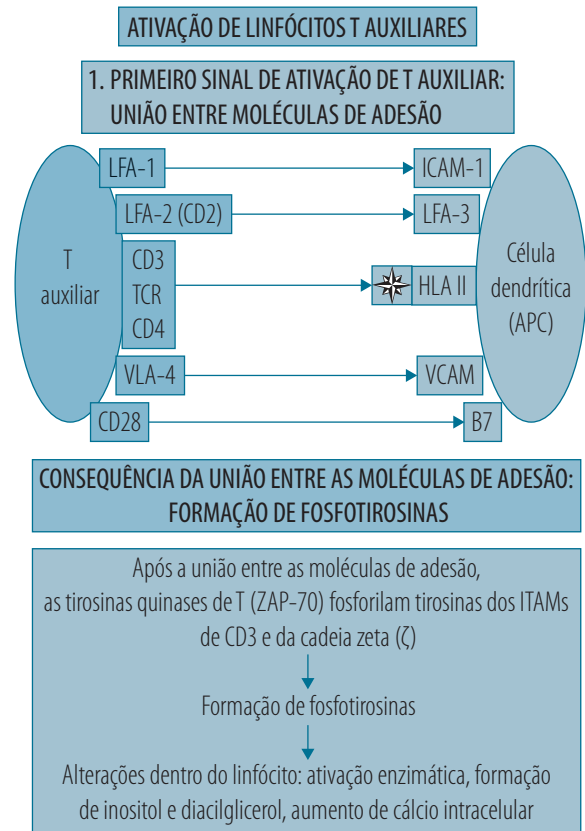 ATIVAÇÃO DE LINFÓCITOS T AUXILIARES
1. PRIMEIRO SINAL DE ATIVAÇÃO DE T AUXILIAR:
UNIÃO ENTRE MOLÉCULAS DE ADESÃO
LFA-1
ICAM-1
LFA-2 (CD2)
LFA-3
T
auxiliar
CD3
TCR
CD4
HLA II
Célula
dendrítica
(APC)
VLA-4
VCAM
CD28
B7
CONSEQUÊNCIA DA UNIÃO ENTRE AS MOLÉCULAS DE ADESÃO:
FORMAÇÃO DE FOSFOTIROSINAS
Após a união entre as moléculas de adesão,
as tirosinas quinases de T (ZAP-70) fosforilam tirosinas dos ITAMs
de CD3 e da cadeia zeta (ζ)
Formação de fosfotirosinas
Alterações dentro do linfócito: ativação enzimática, formação
de inositol e diacilglicerol, aumento de cálcio intracelular